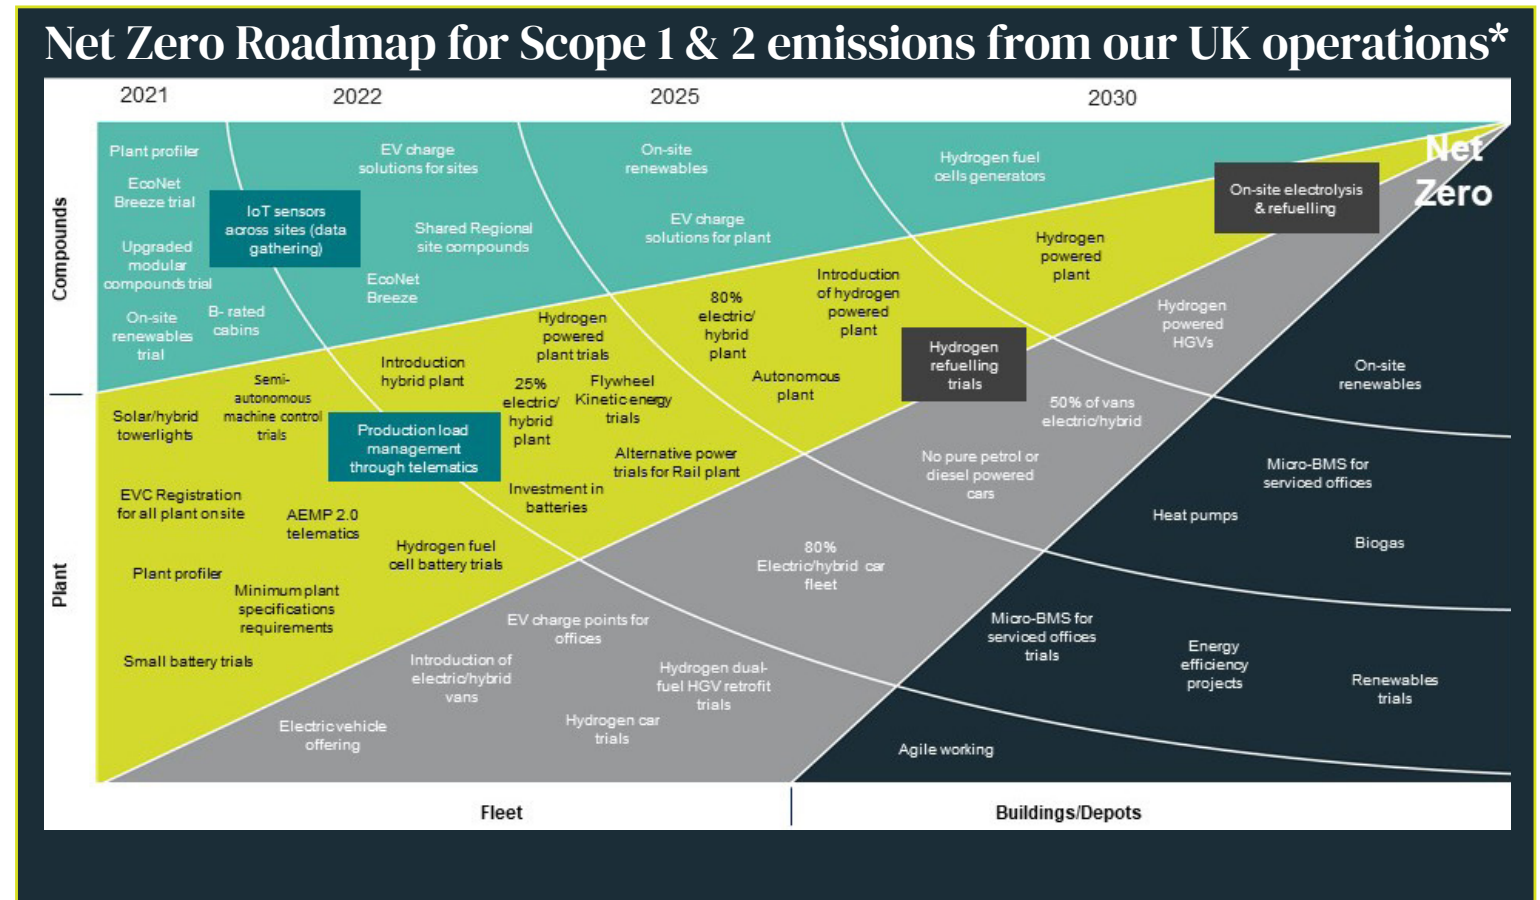 Net Zero Roadmap for Scope 1 & 2 emissions from our UK operations*
2021
2022
2025
2030
Compounds
Plant profiler
EcoNet
Breeze trial
Upgraded
modular
compounds trial
On-site
renewables
trial
B- rated
cabins
IoT sensors
across sites (data
gathering)
EV charge
solutions for sites
Shared Regional
site compounds
EcoNet
Breeze
On-site
renewables
EV charge
solutions for plant
Hydrogen fuel
cells generators
On-site electrolysis
& refuelling
Net
Zero
Plant
Solar/hybrid
towerlights
Semi-
autonomous
machine control
trials
EVC Registration
for all plant onsite
AEMP 2.0
telematics
Plant profiler
Minimum plant
specifications
requirements
Small battery trials
Hydrogen fuel
cell battery trials
Production load
management
through telematics
Introduction
hybrid plant
Hydrogen
powered
plant trials
25%
electric/
hybrid
plant
Flywheel
Kinetic energy
trials
Alternative power
trials for Rail plant
Investment in
batteries
80%
electric/
hybrid
plant
Introduction
of hydrogen
powered
plant
Autonomous
plant
Hydrogen
refuelling
trials
Hydrogen
powered
plant
Electric vehicle
offering
Introduction of
electric/hybrid
vans
EV charge points for
offices
Hydrogen dual-
fuel HGV retrofit
trials
Hydrogen car
trials
80%
Electric/hybrid car
fleet
No pure petrol or
diesel powered
cars
50% of vans
electric/hybrid
Hydrogen
powered
HGVs
Agile working
Micro-BMS for
serviced offices
trials
Energy
efficiency
projects
Renewables
trials
Heat pumps
Micro-BMS for
serviced offices
Biogas
On-site
renewables
Fleet
Buildings/Depots